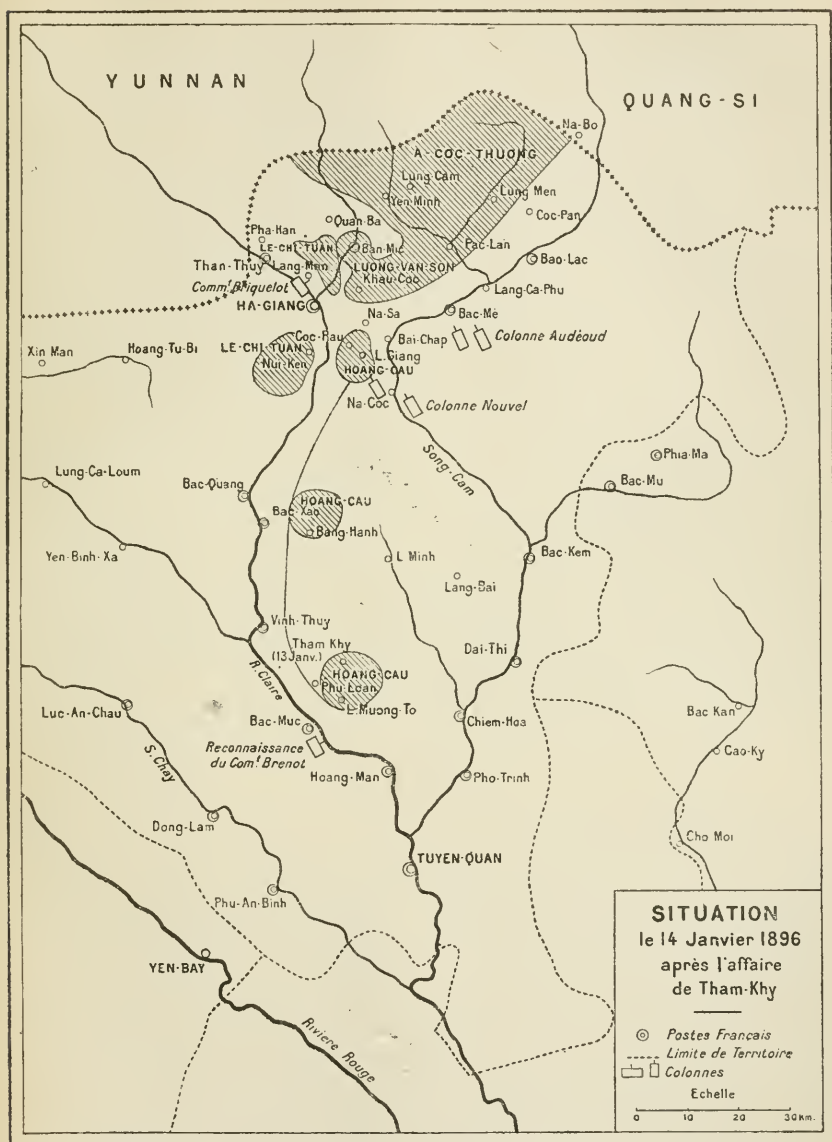 YUNNAN
QUANG-SI
Na-Bo
A-COC-THUONG
Lung-Cam
Yen-Minh
Lung Men
Coc-Pan
Quan-Ba
Pha-Han
LE-CHI-TUAN
Ban-Mic
Pac-Lan
Bao-Lac
Than-Thuy
Lang-Men
LUONG-VAN-SON
Khau-Coc
Comm.t Briquelot
Lang-Ca-Phu
HA-GIANG
Na-Sa
Bac-Mé
Colonne Audéoud
Bai-Chap
Xin Man
Hoang-Tu-Bi
LE-CHI-TUAN
Coc-Rau
Nui-Ken
L.Giang
HOANG-CAU
Na-Coc
Colonne Nouvel
Song-Cam
Phia-Ma
Lung-Ca-Loum
Bac-Quang
Bac-Mu
HOANG-CAU
Bac-Xao
Bang-Hanh
Yen-Binh-Xa
L Minh
Bac-Kem
Lang-Bai
Vinh-Thuy
Tham Khy
(13 Janv.)
Dai-Thi
R.Claire
HOANG-CAU
Phu-Loan
L.Muong-To
Luc-An-Chau
Bac-Muc
Chiem-Hoa
Bac Kan
S.Chay
Reconnaissance
du Com.t Brenot
Cao-Ky
Hoang-Man
Pho-Trinh
Dong-Lam
Cho Moi
TUYEN-QUAN
Phu-An-Binh
YEN-BAY
Rivière Rouge
SITUATION
le 14 Janvier 1896
après l'affaire
de Tham-Khy
Postes Français
Limite de Territoire
Colonnes
Echelle
0 10 20 30 Km.